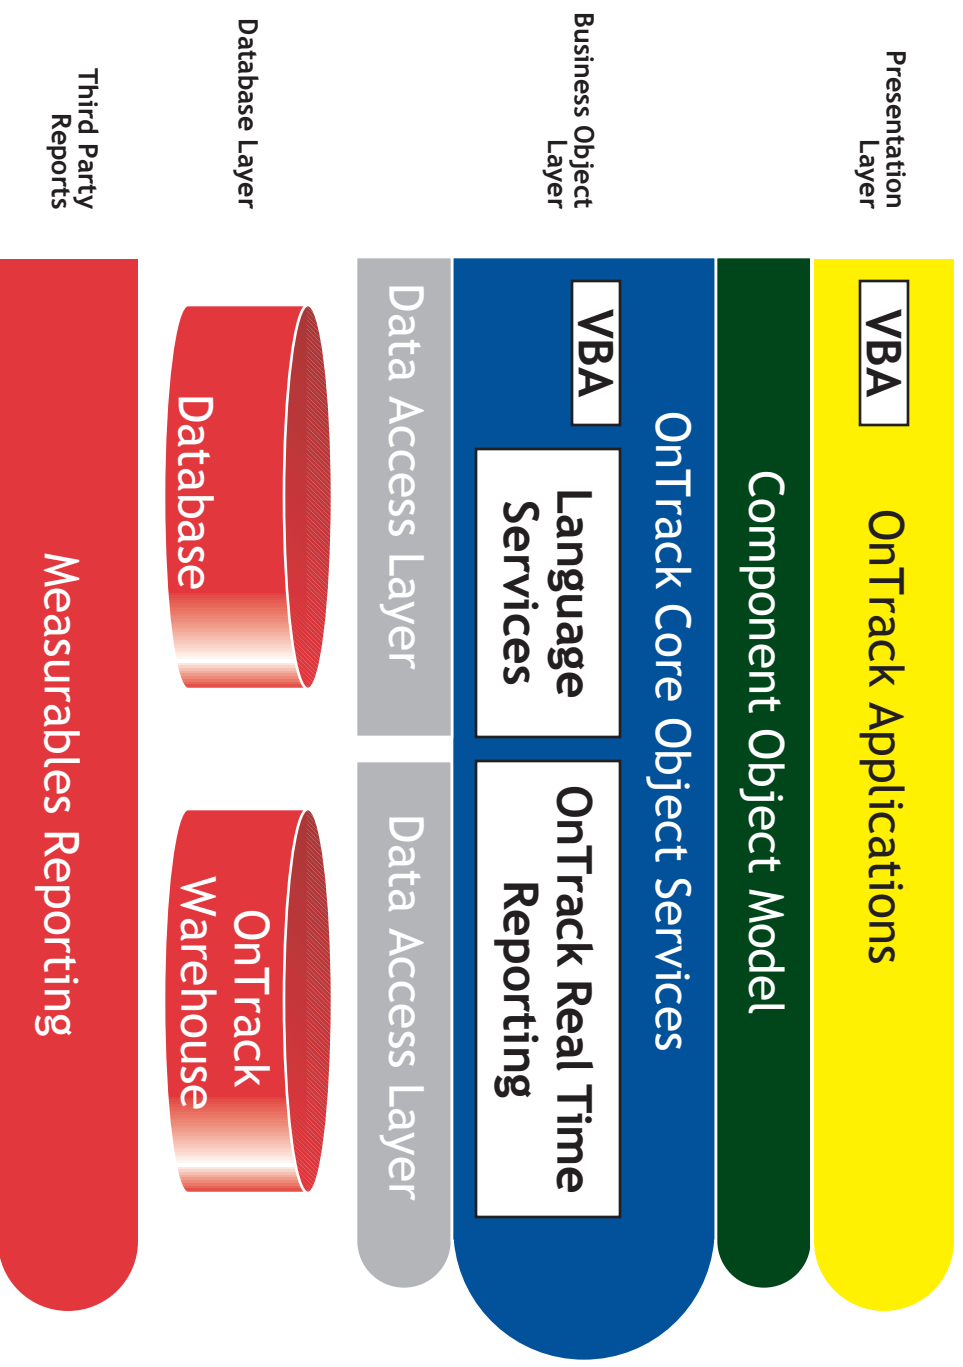 Presentation
Layer
VBA
OnTrack Applications
Component Object Model
Business Object
Layer
OnTrack Core Object Services
VBA
Language
Services
OnTrack Real Time
Reporting
Data Access Layer
Data Access Layer
Database Layer
Database
OnTrack
Warehouse
Third Party
Reports
Measurables Reporting